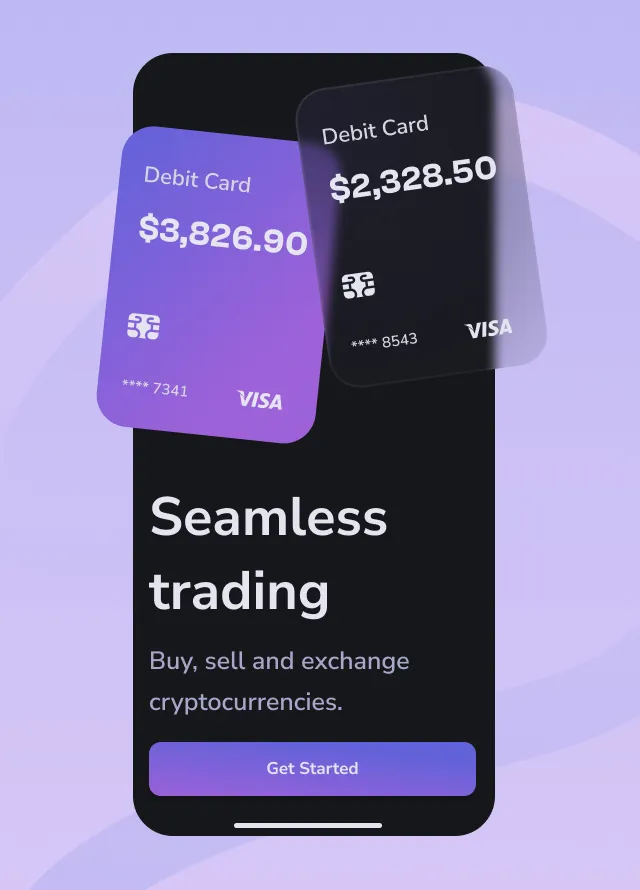 Debit Card
$3,826.90
**** 7341
VISA
Debit Card
$2,328.50
**** 8543
VISA
Seamless
trading
Buy, sell and exchange
cryptocurrencies.
Get Started